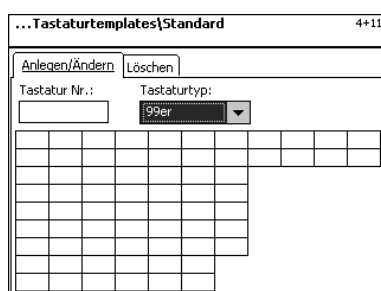 ...Tastaturtemplates\Standard 4+11
Anlegen/Ändern Löschen
Tastatur Nr.: Tastaturtyp:
99er